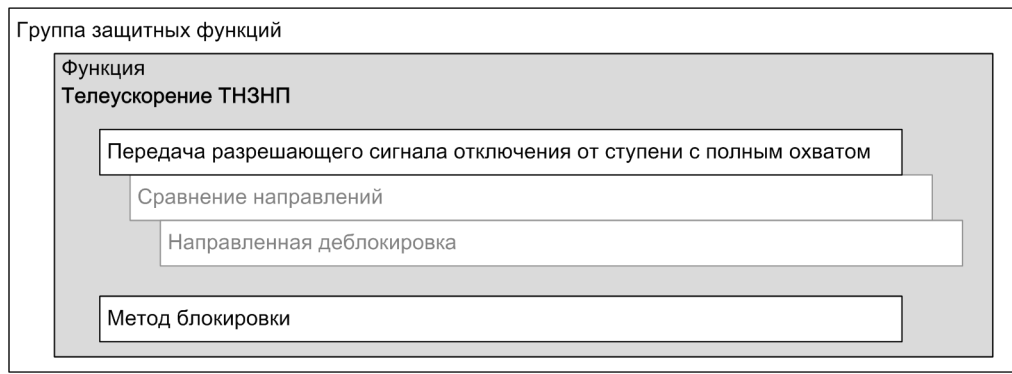 Группа защитных функций
Функция
Телеускорение ТНЗНП
Передача разрешающего сигнала отключения от ступени с полным охватом
Сравнение направлений
Направленная деблокировка
Метод блокировки